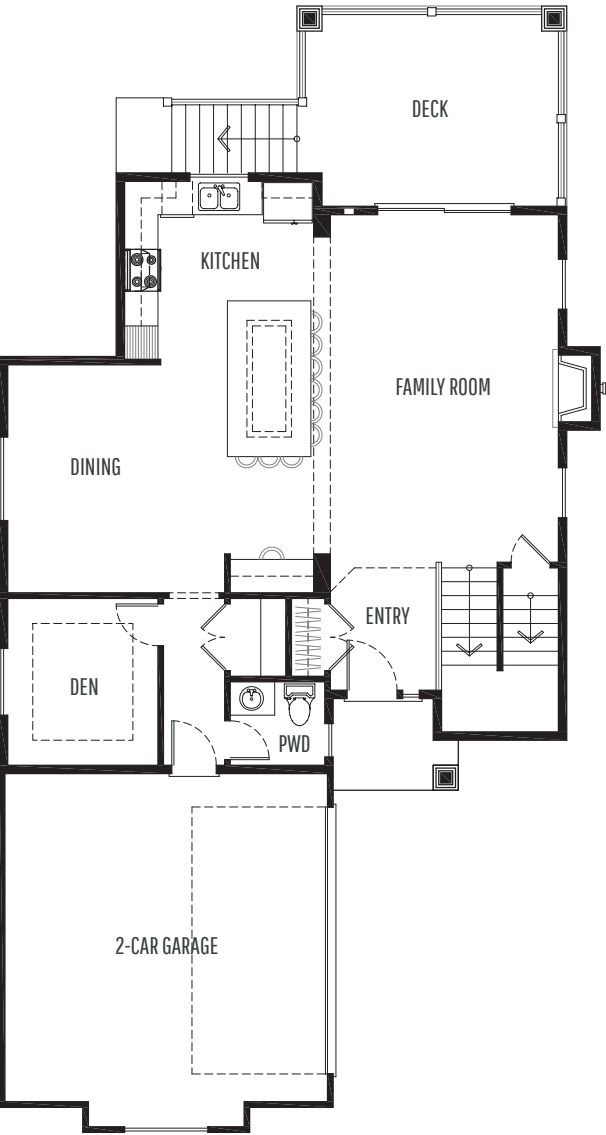 DECK
KITCHEN
FAMILY ROOM
DINING
ENTRY
DEN
PWD
2-CAR GARAGE